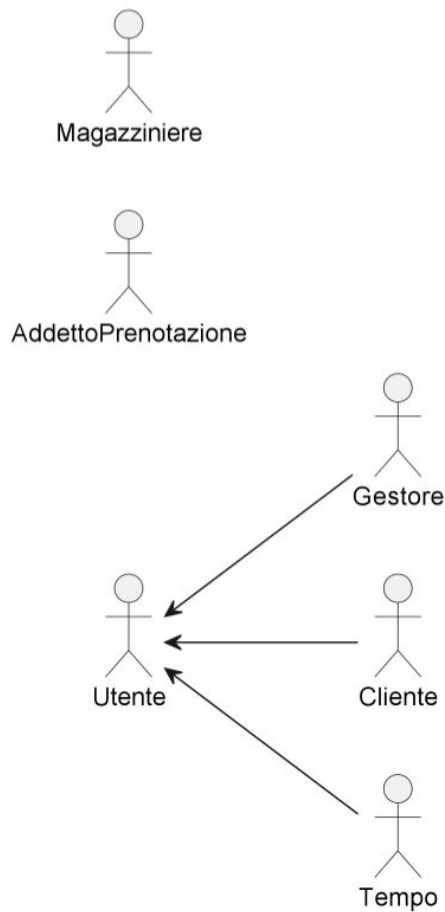 Magazziniere
AddettoPrenotazione
Gestore
Utente
Cliente
Tempo